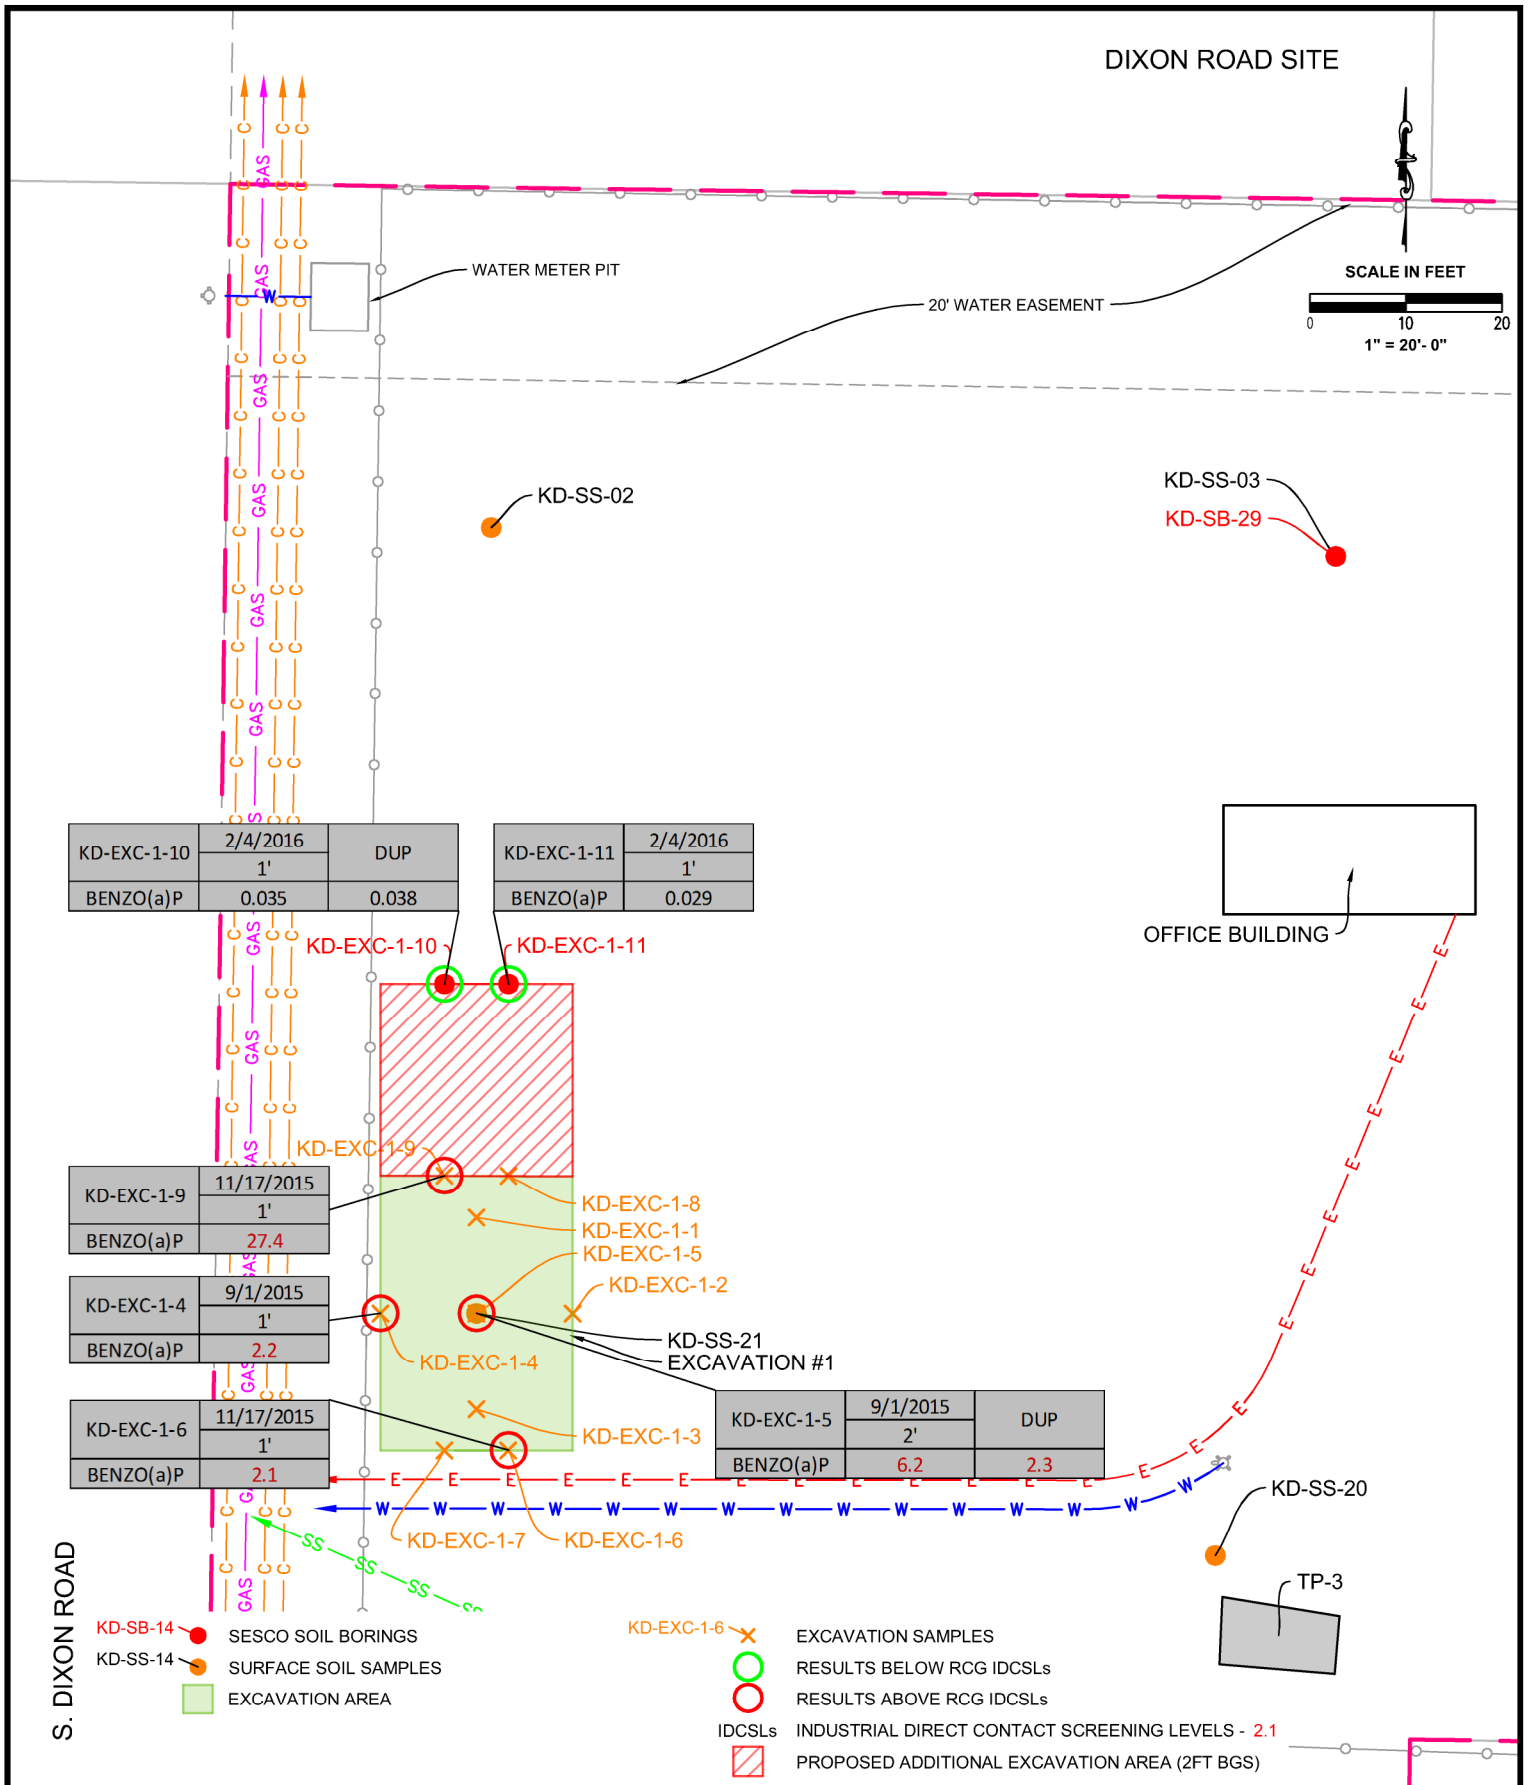 DIXON ROAD SITE
SCALE IN FEET
0 10 20
1" = 20'- 0"
WATER METER PIT
20' WATER EASEMENT
KD-SS-02
KD-SS-03
KD-SB-29
KD-EXC-1-10 2/4/2016 DUP
1'
BENZO(a)P 0.035 0.038
KD-EXC-1-11 2/4/2016
1'
BENZO(a)P 0.029
OFFICE BUILDING
KD-EXC-1-10
KD-EXC-1-11
KD-EXC-1-9
KD-EXC-1-9 11/17/2015
1'
BENZO(a)P 27.4
KD-EXC-1-8
KD-EXC-1-1
KD-EXC-1-5
KD-EXC-1-2
KD-EXC-1-4 9/1/2015
1'
BENZO(a)P 2.2
KD-SS-21
EXCAVATION #1
KD-EXC-1-4
KD-EXC-1-6 11/17/2015
1'
BENZO(a)P 2.1
KD-EXC-1-5 9/1/2015 DUP
2'
BENZO(a)P 6.2 2.3
KD-EXC-1-3
KD-EXC-1-7
KD-EXC-1-6
KD-SS-20
TP-3
C GAS C C
W
E E E E E E E E E E E E E
W W W W W W W W W W W W W W W
SS SS SS SS
S. DIXON ROAD
KD-SB-14 SESCO SOIL BORINGS
KD-SS-14 SURFACE SOIL SAMPLES
EXCAVATION AREA
KD-EXC-1-6 EXCAVATION SAMPLES
RESULTS BELOW RCG IDCSLs
RESULTS ABOVE RCG IDCSLs
IDCSLs INDUSTRIAL DIRECT CONTACT SCREENING LEVELS - 2.1
PROPOSED ADDITIONAL EXCAVATION AREA (2FT BGS)